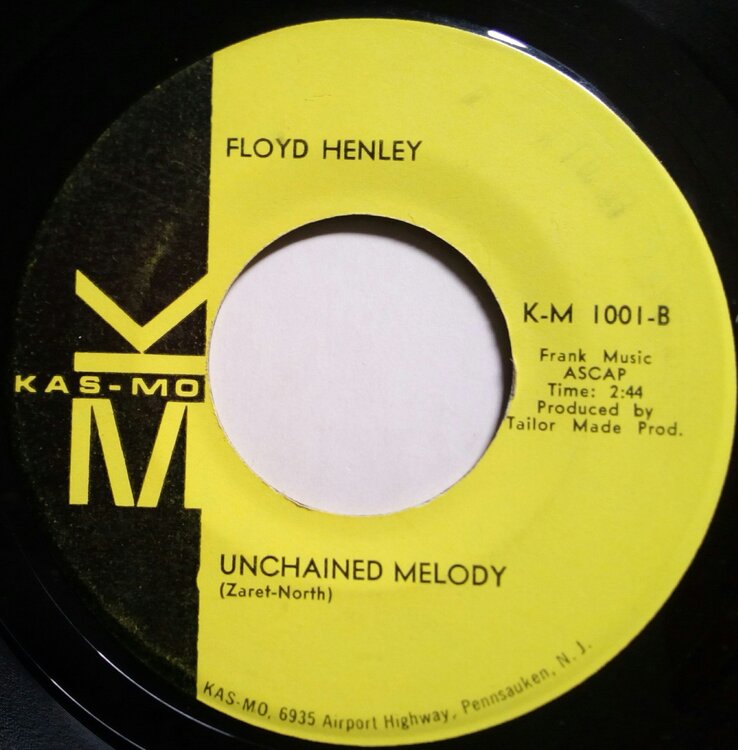 FLOYD HENLEY
K-M 1001-B
Frank Music
ASCAP
Time: 2:44
Produced by
Tailor Made Prod.
K
KAS-MO
M
UNCHAINED MELODY
(Zaret-North)
KAS-MO, 6935 Airport Highway, Pennsauken, N. J.